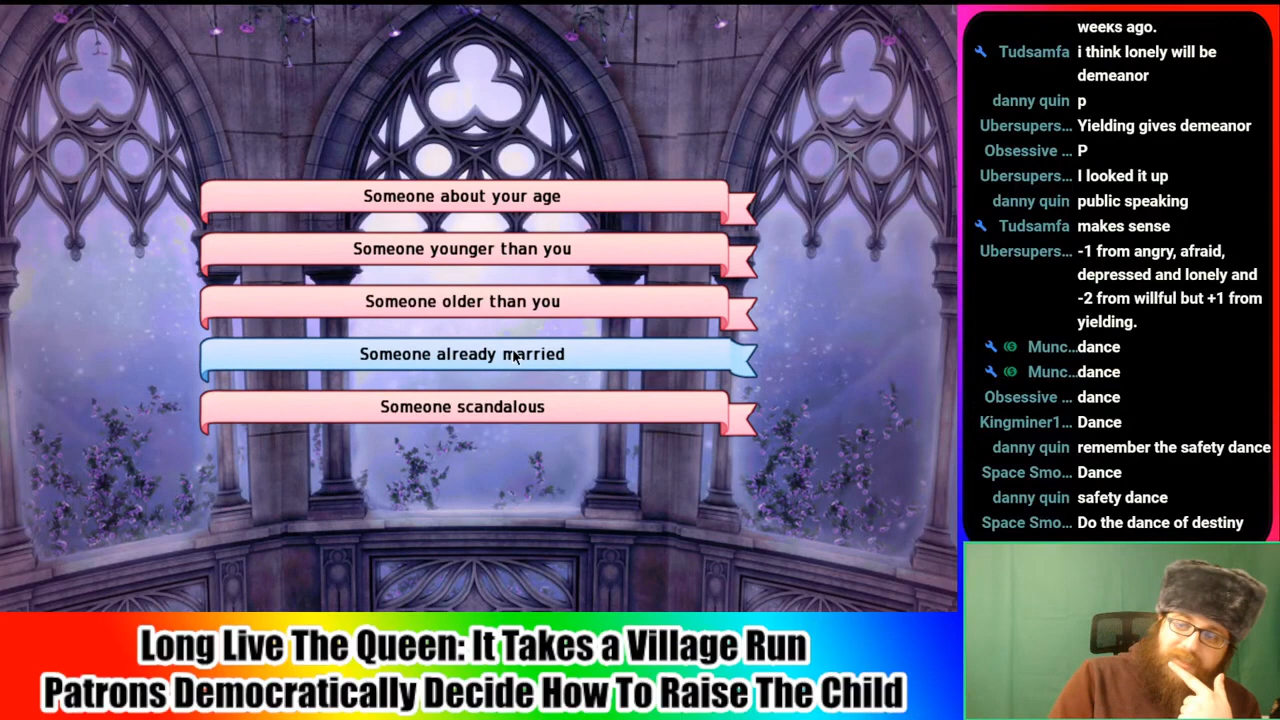 Someone about your age
Someone younger than you
Someone older than you
Someone already married
Someone scandalous
weeks ago.
Tudsamfa i think lonely will be
demeanor
danny quin p
Ubersupers... Yielding gives demeanor
Obsessive ... P
Ubersupers... I looked it up
danny quin public speaking
Tudsamfa makes sense
Ubersupers... -1 from angry, afraid,
depressed and lonely and
-2 from willful but +1 from
yielding.
Munc...dance
Munc...dance
Obsessive ... dance
Kingminer1... Dance
danny quin remember the safety dance
Space Smo... Dance
danny quin safety dance
Space Smo... Do the dance of destiny
Long Live The Queen: It Takes a Village Run
Patrons Democratically Decide How To Raise The Child